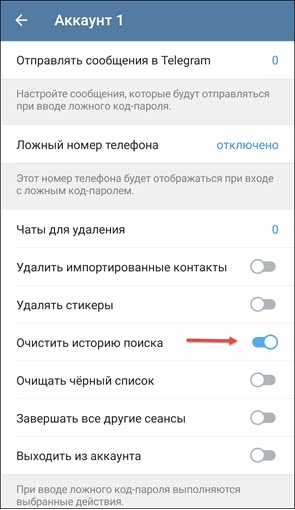 Аккаунт 1
Отправлять сообщения в Telegram 0
Настройте сообщения, которые будут отправляться
при вводе ложного код-пароля.
Ложный номер телефона отключено
Этот номер телефона будет отображаться при входе
с ложным код-паролем.
Чаты для удаления 0
Удалить импортированные контакты
Удалять стикеры
Очистить историю поиска
Очищать чёрный список
Завершать все другие сеансы
Выходить из аккаунта
При вводе ложного код-пароля выполняются
выбранные действия.